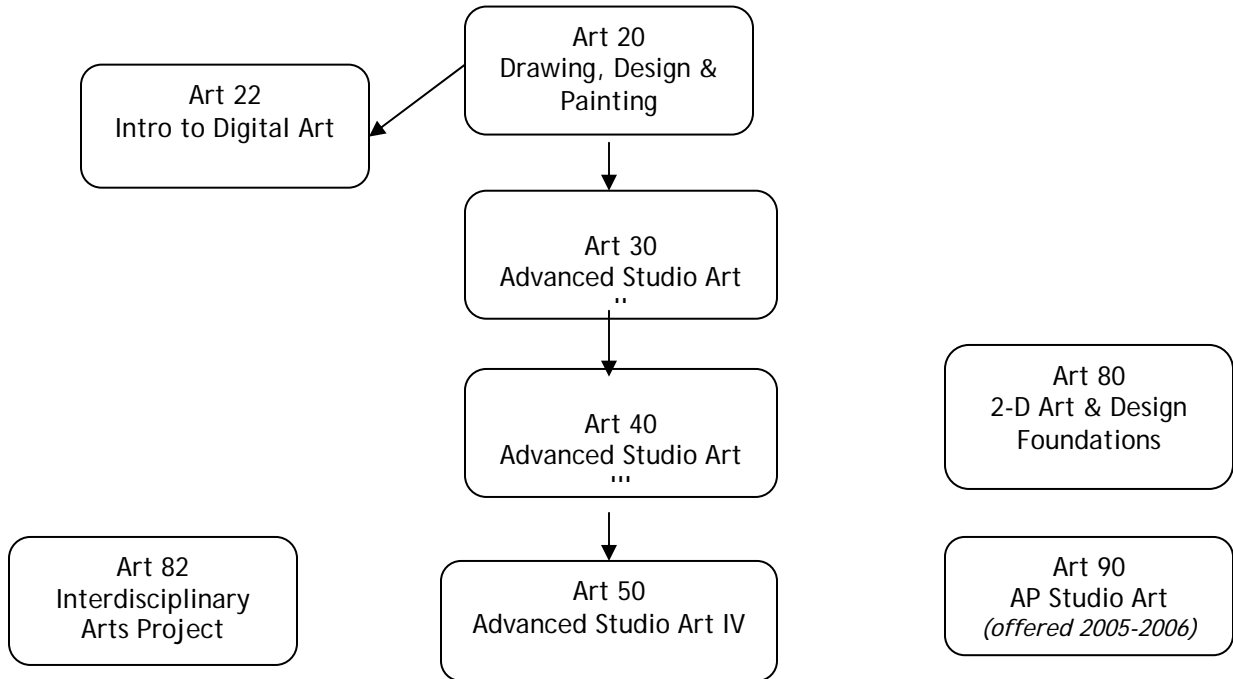 Art 20
Drawing, Design &
Painting
Art 22
Intro to Digital Art
Art 30
Advanced Studio Art
II
Art 40
Advanced Studio Art
III
Art 80
2-D Art & Design
Foundations
Art 82
Interdisciplinary
Arts Project
Art 50
Advanced Studio Art IV
Art 90
AP Studio Art
(offered 2005-2006)